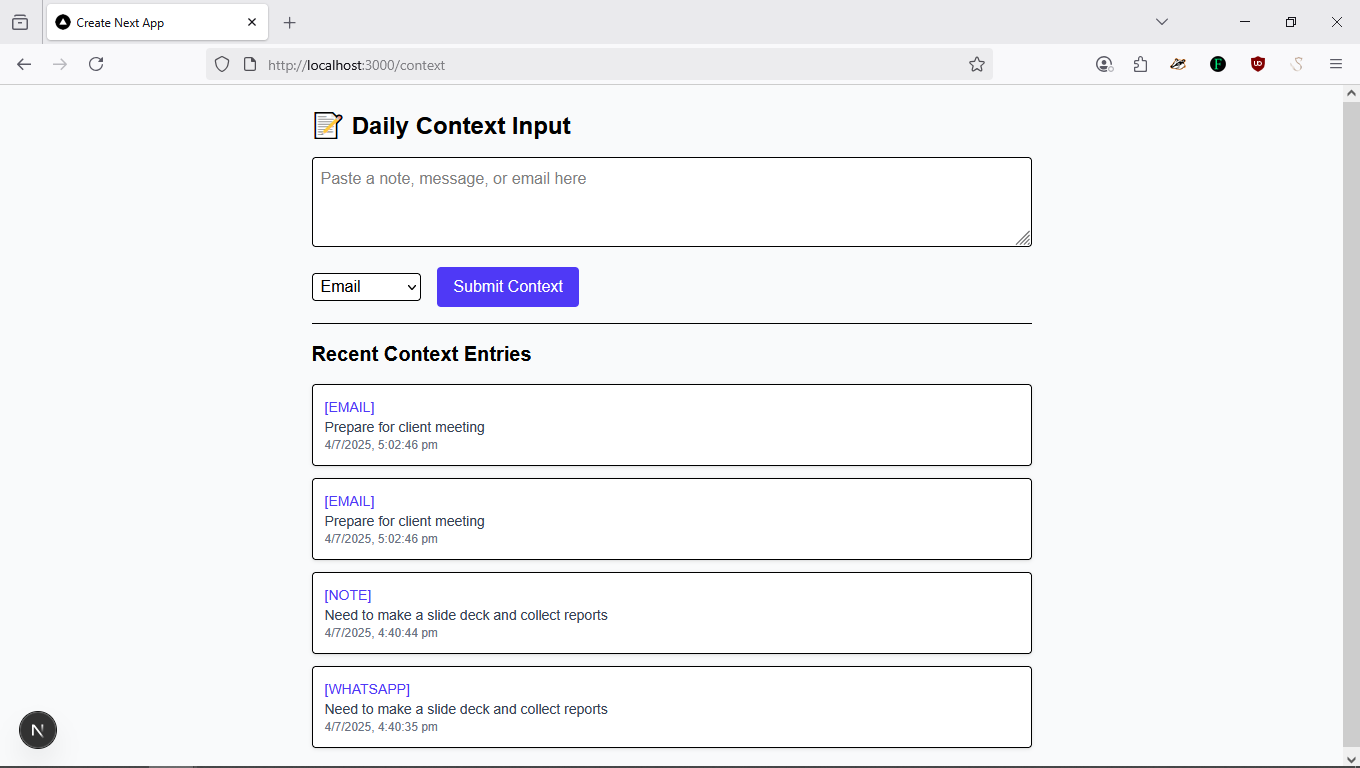 Create Next App
http://localhost:3000/context
📝 Daily Context Input
Paste a note, message, or email here
Email
Submit Context
Recent Context Entries
[EMAIL]
Prepare for client meeting
4/7/2025, 5:02:46 pm
[EMAIL]
Prepare for client meeting
4/7/2025, 5:02:46 pm
[NOTE]
Need to make a slide deck and collect reports
4/7/2025, 4:40:44 pm
[WHATSAPP]
Need to make a slide deck and collect reports
4/7/2025, 4:40:35 pm
N